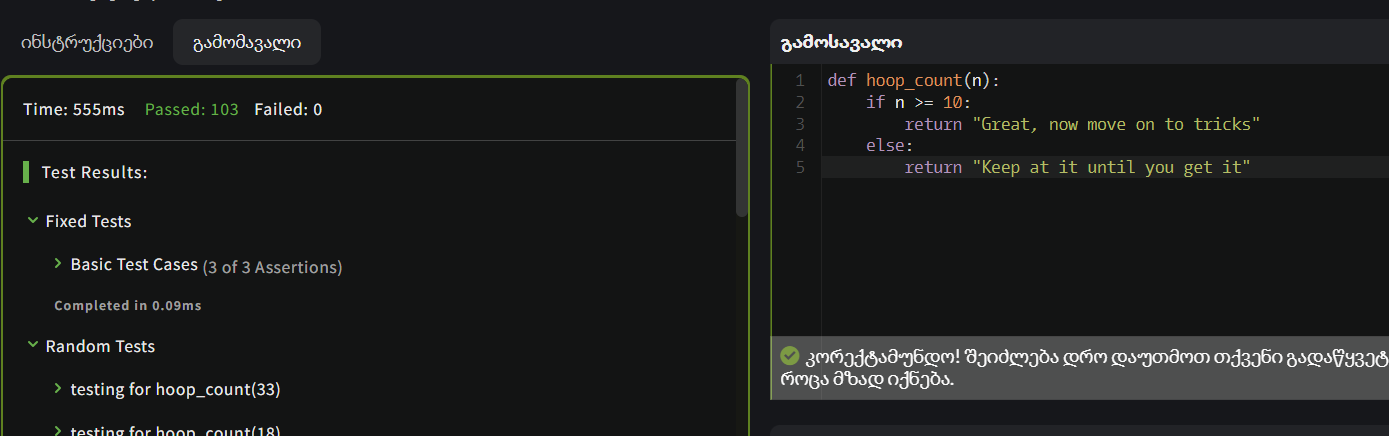 ინსტრუქციები
გამომავალი
Time: 555ms Passed: 103 Failed: 0
Test Results:
Fixed Tests
Basic Test Cases (3 of 3 Assertions)
Completed in 0.09ms
Random Tests
testing for hoop_count(33)
testing for hoop_count(18)
გამოსავალი
1 def hoop_count(n):
2     if n >= 10:
3         return "Great, now move on to tricks"
4     else:
5         return "Keep at it until you get it"
კორექტამუნდო! შეიძლება დრო დაუთმოთ თქვენი გადაწყვეტ
როცა მზად იქნება.